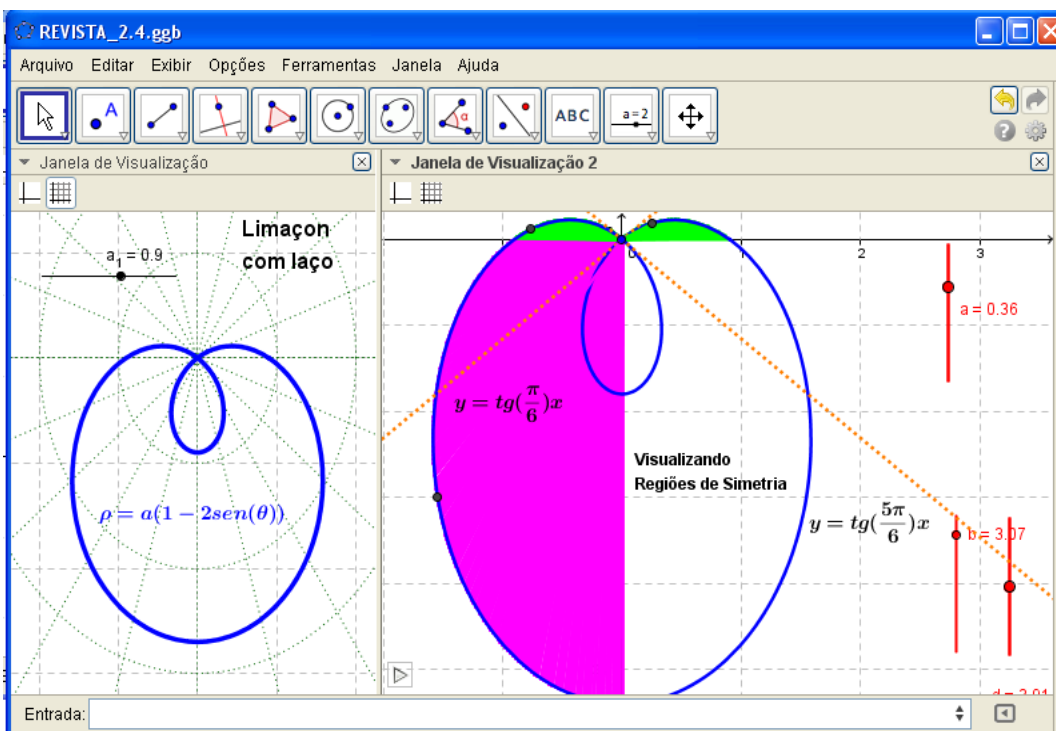 REVISTA_2.4.ggb
Arquivo Editar Exibir Opções Ferramentas Janela Ajuda
A
α
ABC
a=2
Janela de Visualização
Janela de Visualização 2
Limaçon
com laço
a₁ = 0.9
ρ = a(1 − 2sen(θ))
0
2
3
a = 0.36
y = tg(π/6)x
Visualizando
Regiões de Simetria
y = tg(5π/6)x
b = 3.07
Entrada: